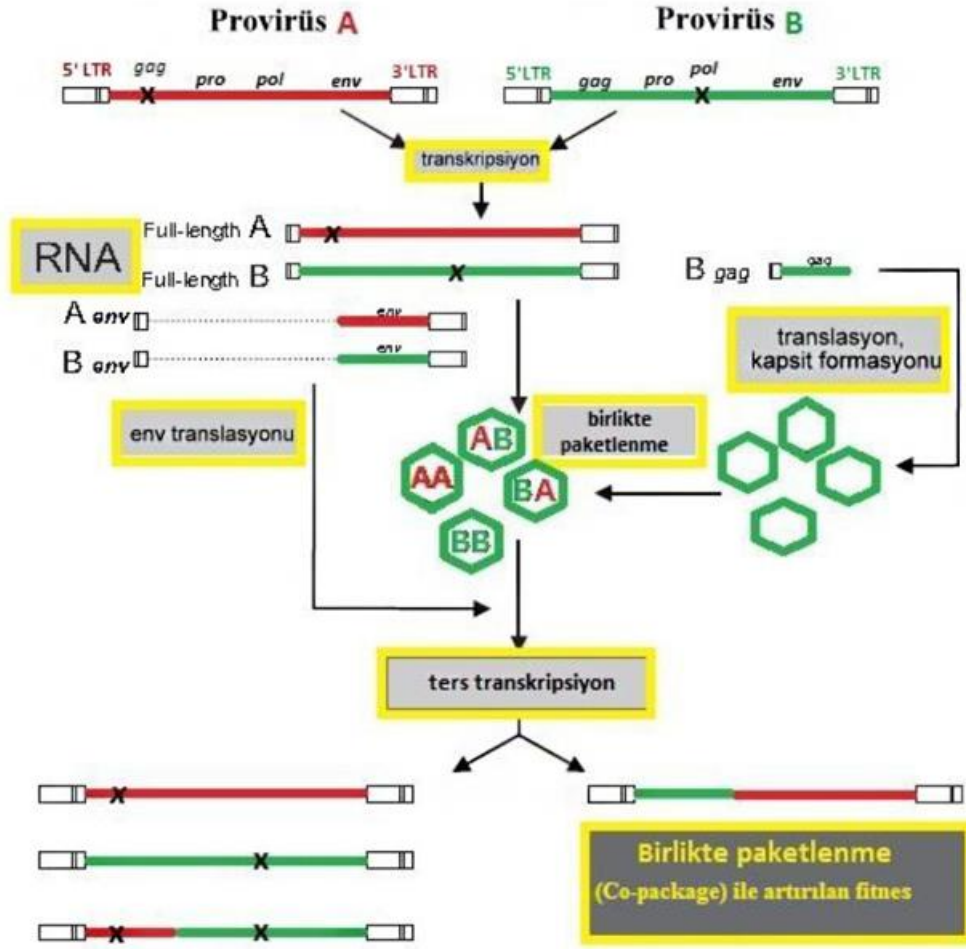 Provirüs A
Provirüs B
5' LTR gag pro pol env 3'LTR
5'LTR gag pro pol env 3'LTR
X
X
transkripsiyon
RNA
Full-length A
X
Full-length B
X
A env
env
B env
env
B gag
gag
translasyon,
kapsit formasyonu
env translasyonu
birlikte
paketlenme
AB
AA
BA
BB
ters transkripsiyon
X
X
X X
Birlikte paketlenme
(Co-package) ile artırılan fitnes